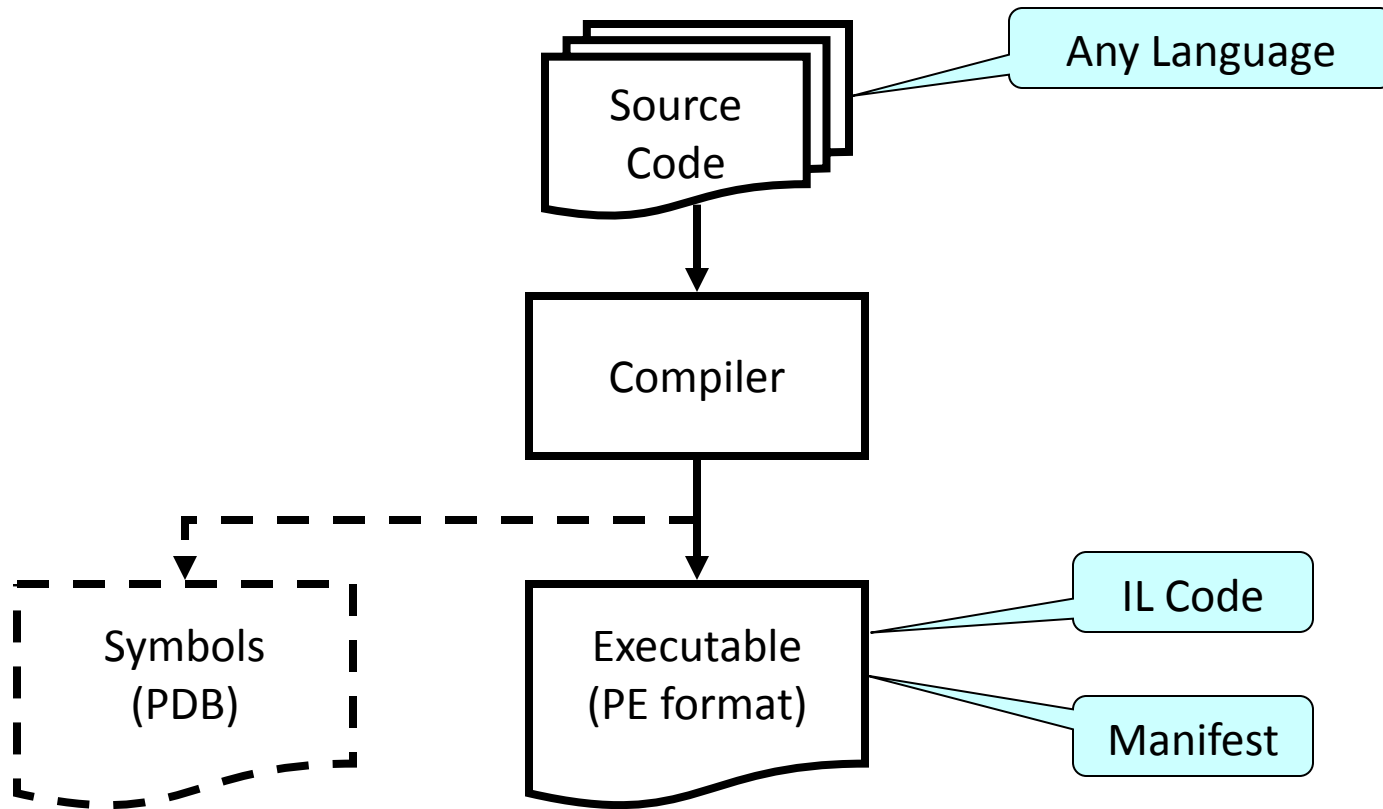 Any Language
Source
Code
Compiler
Symbols
(PDB)
Executable
(PE format)
IL Code
Manifest